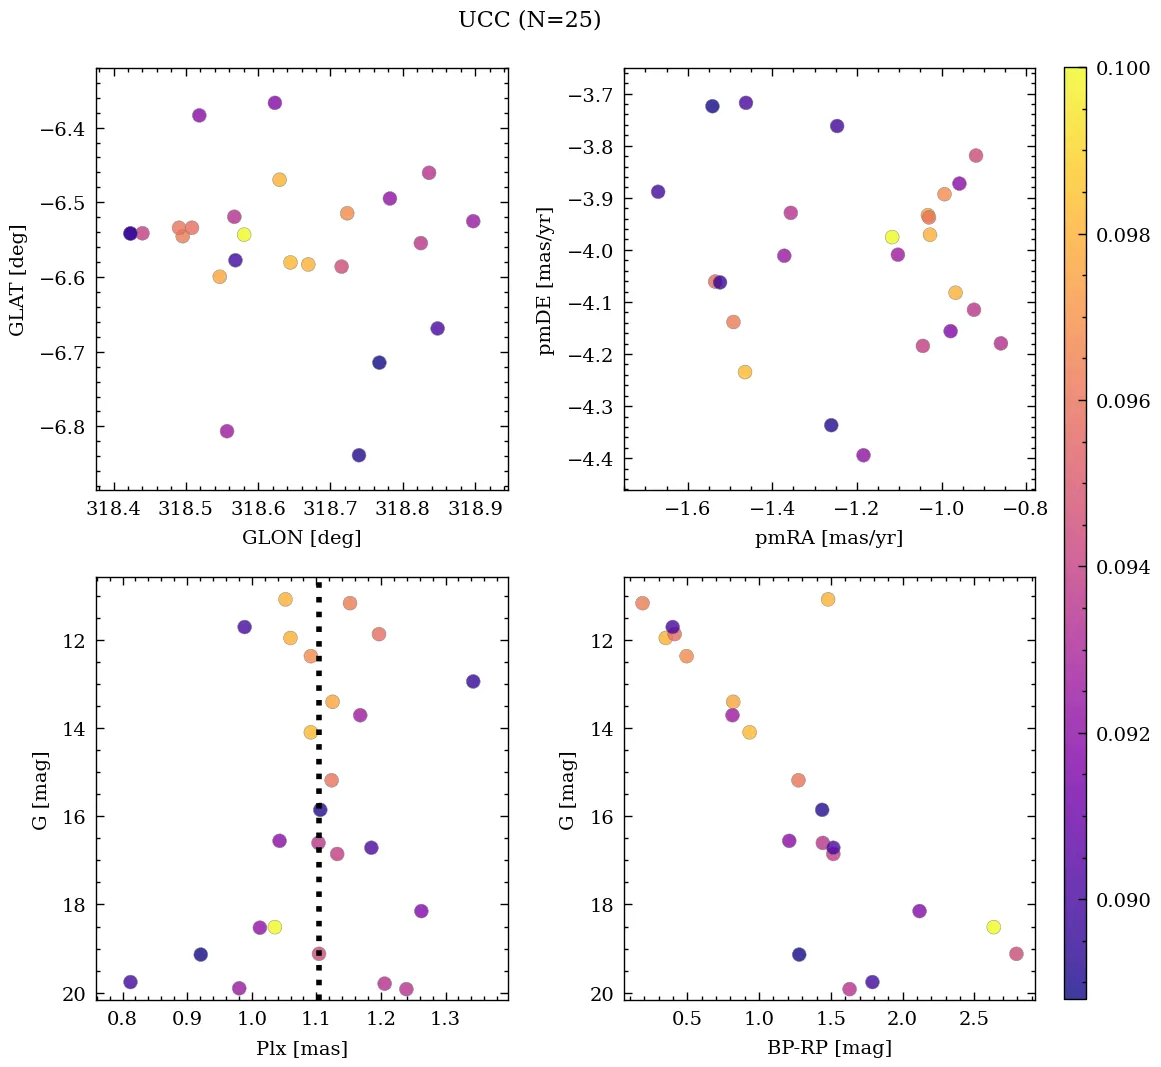 UCC (N=25)
−6.4
−6.5
−6.6
−6.7
−6.8
GLAT [deg]
318.4 318.5 318.6 318.7 318.8 318.9
GLON [deg]
−3.7
−3.8
−3.9
−4.0
−4.1
−4.2
−4.3
−4.4
pmDE [mas/yr]
−1.6 −1.4 −1.2 −1.0 −0.8
pmRA [mas/yr]
12
14
16
18
20
G [mag]
0.8 0.9 1.0 1.1 1.2 1.3
Plx [mas]
12
14
16
18
20
G [mag]
0.5 1.0 1.5 2.0 2.5
BP-RP [mag]
0.100
0.098
0.096
0.094
0.092
0.090